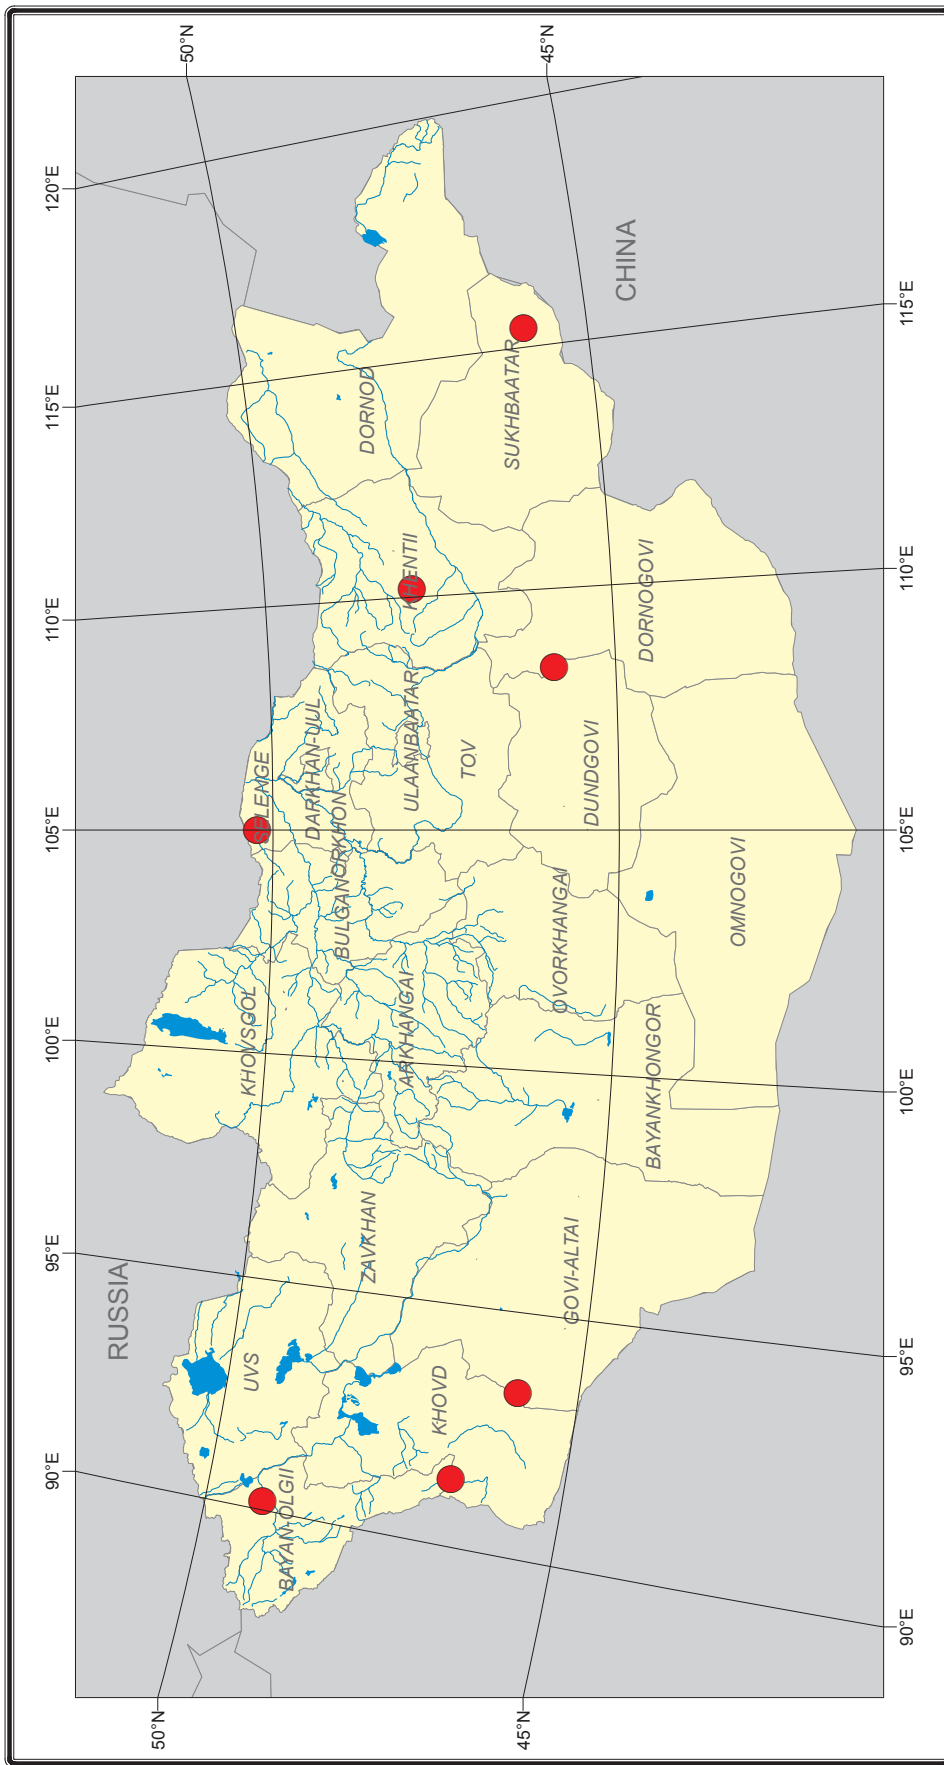 90°E
95°E
100°E
105°E
110°E
115°E
120°E
50°N
50°N
RUSSIA
UVS
BAYAN-OLGII
KHOVD
ZAVKHAN
GOVI-ALTAI
KHOVSGOL
ARKHANGAI
BAYANKHONGOR
OVORKHANGAI
BULGAN
ORKHON
SELENGE
DARKHAN-UUL
ULAANBAATAR
TOV
DUNDGOVI
OMNOGOVI
DORNOGOVI
KHENTII
DORNOD
SUKHBAATAR
CHINA
45°N
45°N
90°E
95°E
100°E
105°E
110°E
115°E